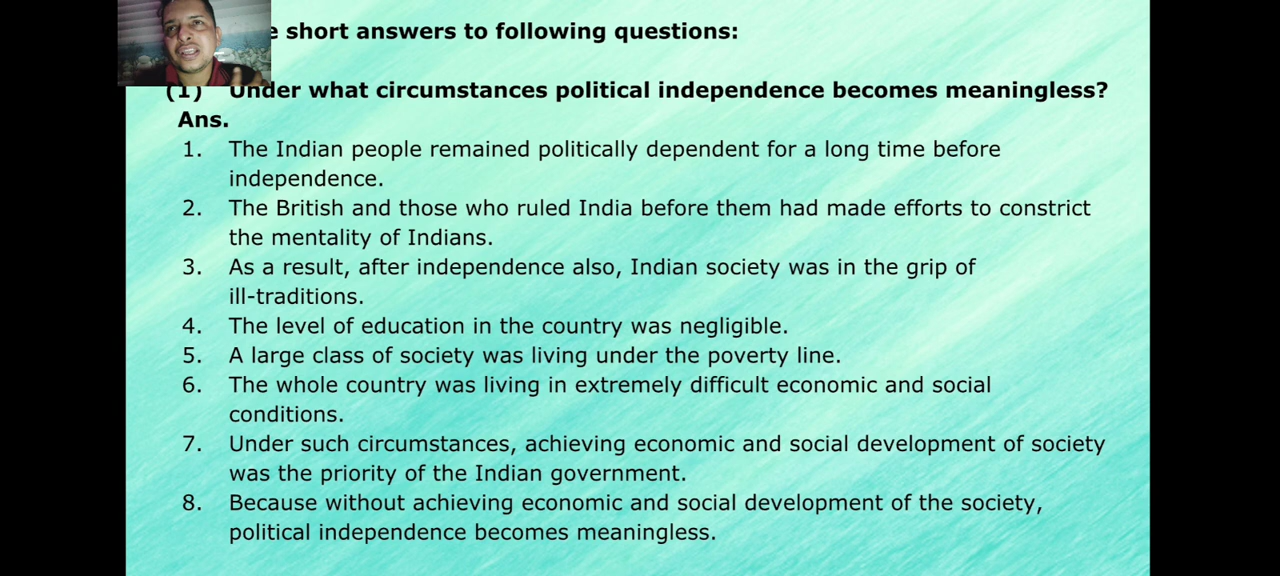 e short answers to following questions:
(1) Under what circumstances political independence becomes meaningless?
Ans.
1. The Indian people remained politically dependent for a long time before
independence.
2. The British and those who ruled India before them had made efforts to constrict
the mentality of Indians.
3. As a result, after independence also, Indian society was in the grip of
ill-traditions.
4. The level of education in the country was negligible.
5. A large class of society was living under the poverty line.
6. The whole country was living in extremely difficult economic and social
conditions.
7. Under such circumstances, achieving economic and social development of society
was the priority of the Indian government.
8. Because without achieving economic and social development of the society,
political independence becomes meaningless.